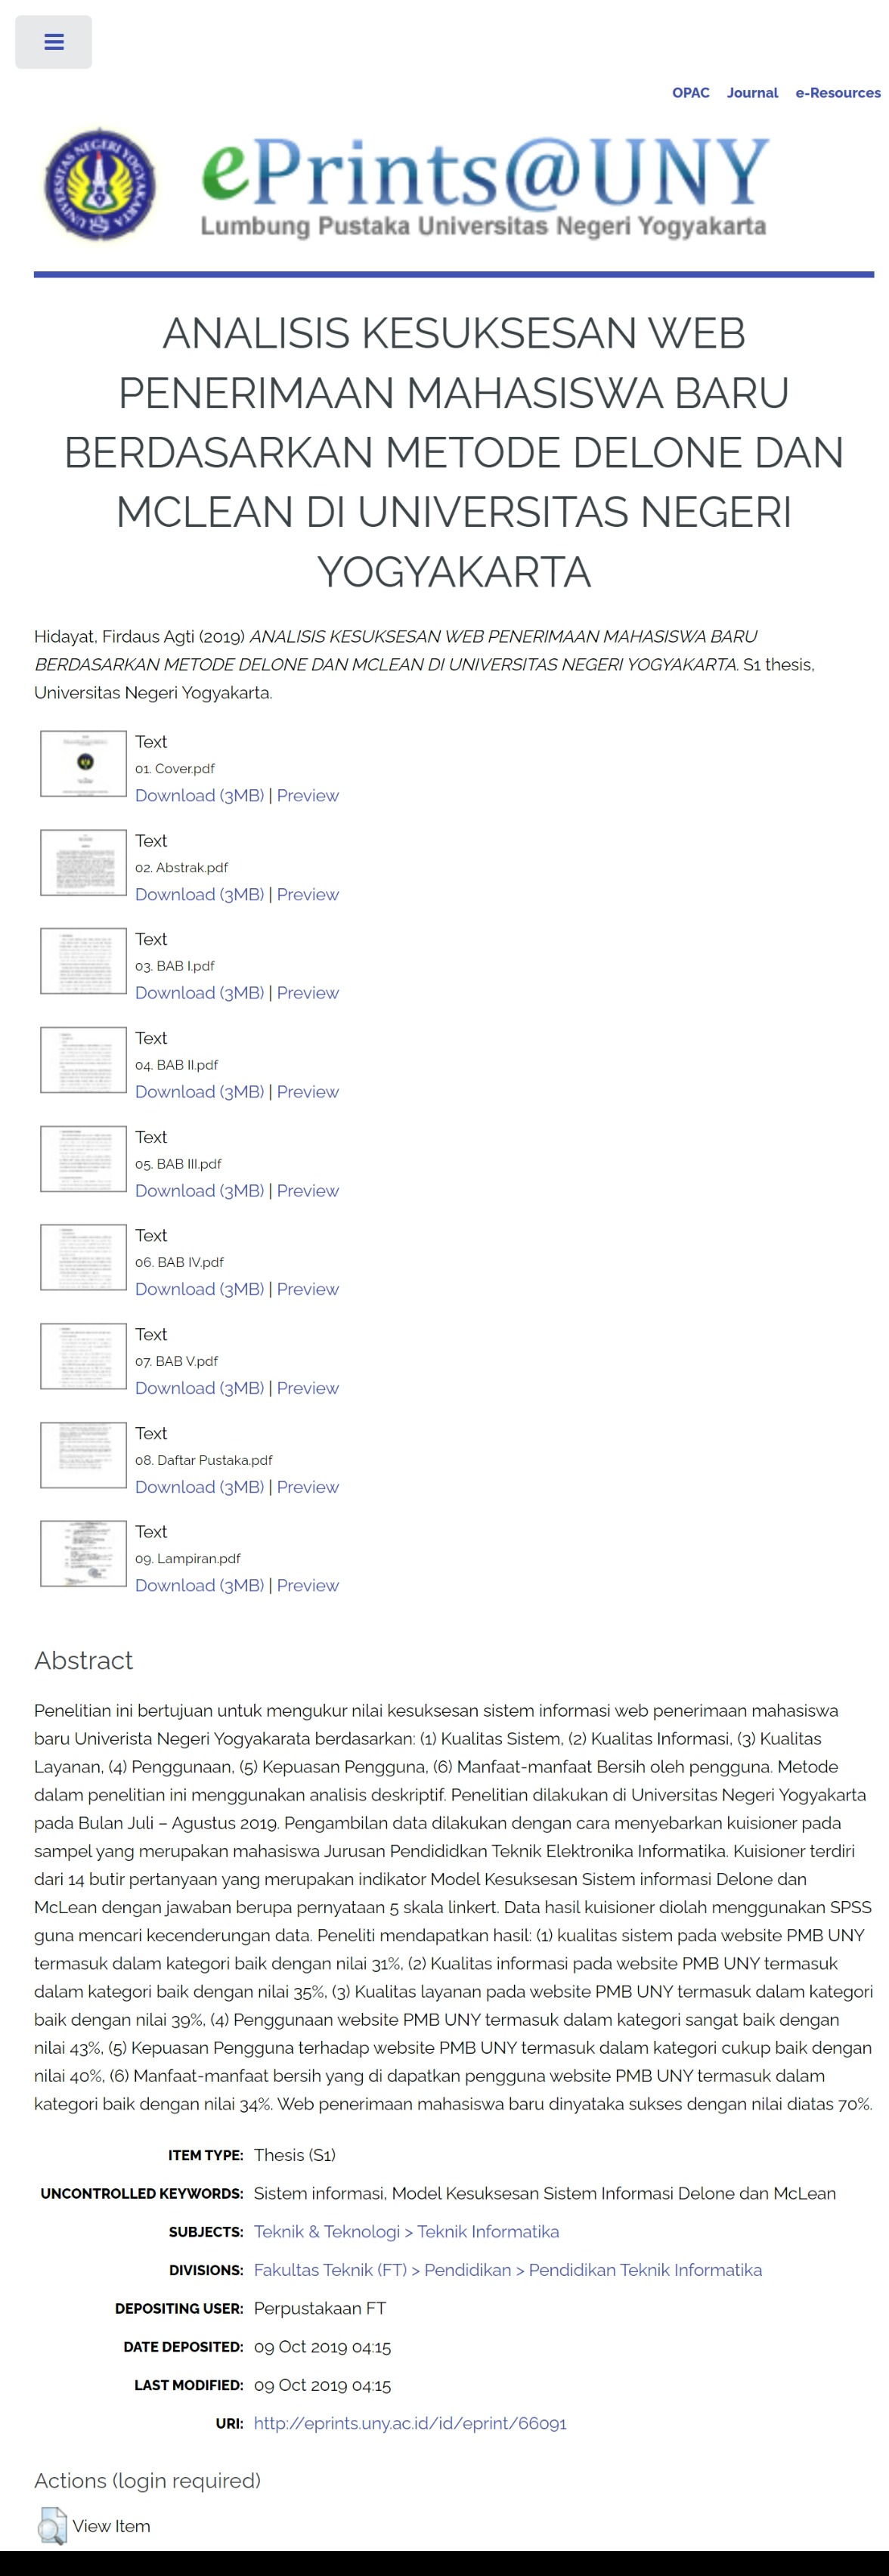 OPAC Journal e-Resources
UNIVERSITAS NEGERI YOGYAKARTA
ePrints@UNY
Lumbung Pustaka Universitas Negeri Yogyakarta
ANALISIS KESUKSESAN WEB
PENERIMAAN MAHASISWA BARU
BERDASARKAN METODE DELONE DAN
MCLEAN DI UNIVERSITAS NEGERI
YOGYAKARTA
Hidayat, Firdaus Agti (2019) ANALISIS KESUKSESAN WEB PENERIMAAN MAHASISWA BARU
BERDASARKAN METODE DELONE DAN MCLEAN DI UNIVERSITAS NEGERI YOGYAKARTA. S1 thesis,
Universitas Negeri Yogyakarta.
Text
01. Cover.pdf
Download (3MB) | Preview
Text
02. Abstrak.pdf
Download (3MB) | Preview
Text
03. BAB I.pdf
Download (3MB) | Preview
Text
04. BAB II.pdf
Download (3MB) | Preview
Text
05. BAB III.pdf
Download (3MB) | Preview
Text
06. BAB IV.pdf
Download (3MB) | Preview
Text
07. BAB V.pdf
Download (3MB) | Preview
Text
08. Daftar Pustaka.pdf
Download (3MB) | Preview
Text
09. Lampiran.pdf
Download (3MB) | Preview
Abstract
Penelitian ini bertujuan untuk mengukur nilai kesuksesan sistem informasi web penerimaan mahasiswa
baru Univerista Negeri Yogyakarata berdasarkan: (1) Kualitas Sistem, (2) Kualitas Informasi, (3) Kualitas
Layanan, (4) Penggunaan, (5) Kepuasan Pengguna, (6) Manfaat-manfaat Bersih oleh pengguna. Metode
dalam penelitian ini menggunakan analisis deskriptif. Penelitian dilakukan di Universitas Negeri Yogyakarta
pada Bulan Juli – Agustus 2019. Pengambilan data dilakukan dengan cara menyebarkan kuisioner pada
sampel yang merupakan mahasiswa Jurusan Pendididkan Teknik Elektronika Informatika. Kuisioner terdiri
dari 14 butir pertanyaan yang merupakan indikator Model Kesuksesan Sistem informasi Delone dan
McLean dengan jawaban berupa pernyataan 5 skala linkert. Data hasil kuisioner diolah menggunakan SPSS
guna mencari kecenderungan data. Peneliti mendapatkan hasil: (1) kualitas sistem pada website PMB UNY
termasuk dalam kategori baik dengan nilai 31%, (2) Kualitas informasi pada website PMB UNY termasuk
dalam kategori baik dengan nilai 35%, (3) Kualitas layanan pada website PMB UNY termasuk dalam kategori
baik dengan nilai 39%, (4) Penggunaan website PMB UNY termasuk dalam kategori sangat baik dengan
nilai 43%, (5) Kepuasan Pengguna terhadap website PMB UNY termasuk dalam kategori cukup baik dengan
nilai 40%, (6) Manfaat-manfaat bersih yang di dapatkan pengguna website PMB UNY termasuk dalam
kategori baik dengan nilai 34%. Web penerimaan mahasiswa baru dinyataka sukses dengan nilai diatas 70%.
ITEM TYPE: Thesis (S1)
UNCONTROLLED KEYWORDS: Sistem informasi, Model Kesuksesan Sistem Informasi Delone dan McLean
SUBJECTS: Teknik & Teknologi > Teknik Informatika
DIVISIONS: Fakultas Teknik (FT) > Pendidikan > Pendidikan Teknik Informatika
DEPOSITING USER: Perpustakaan FT
DATE DEPOSITED: 09 Oct 2019 04:15
LAST MODIFIED: 09 Oct 2019 04:15
URI: http://eprints.uny.ac.id/id/eprint/66091
Actions (login required)
View Item